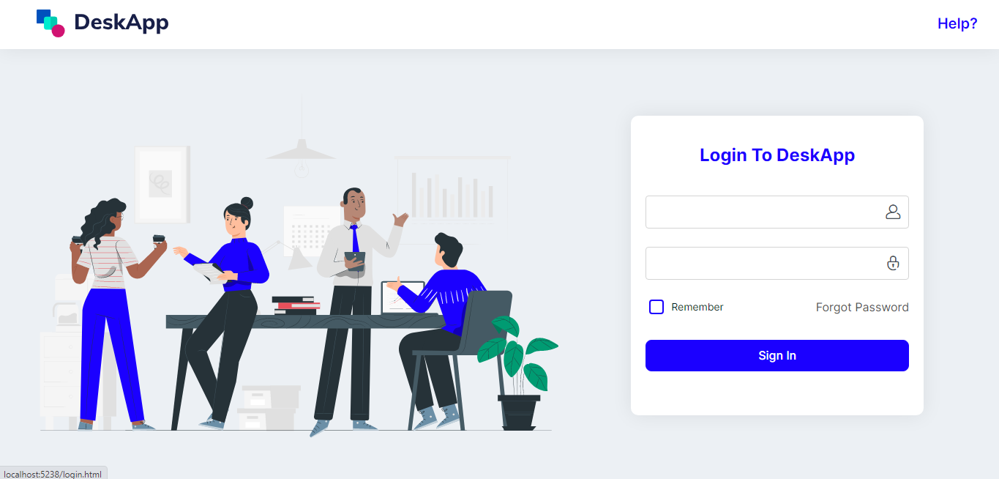 DeskApp
Help?
Login To DeskApp
Remember
Forgot Password
Sign In
localhost:5238/login.html